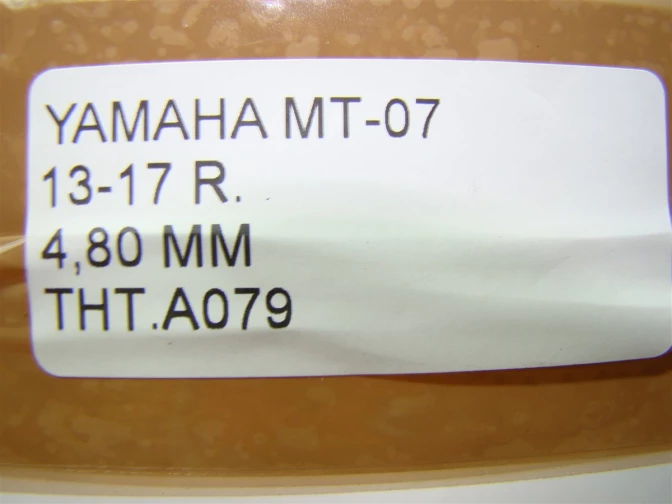 YAMAHA MT-07
13-17 R.
4,80 MM
THT.A079